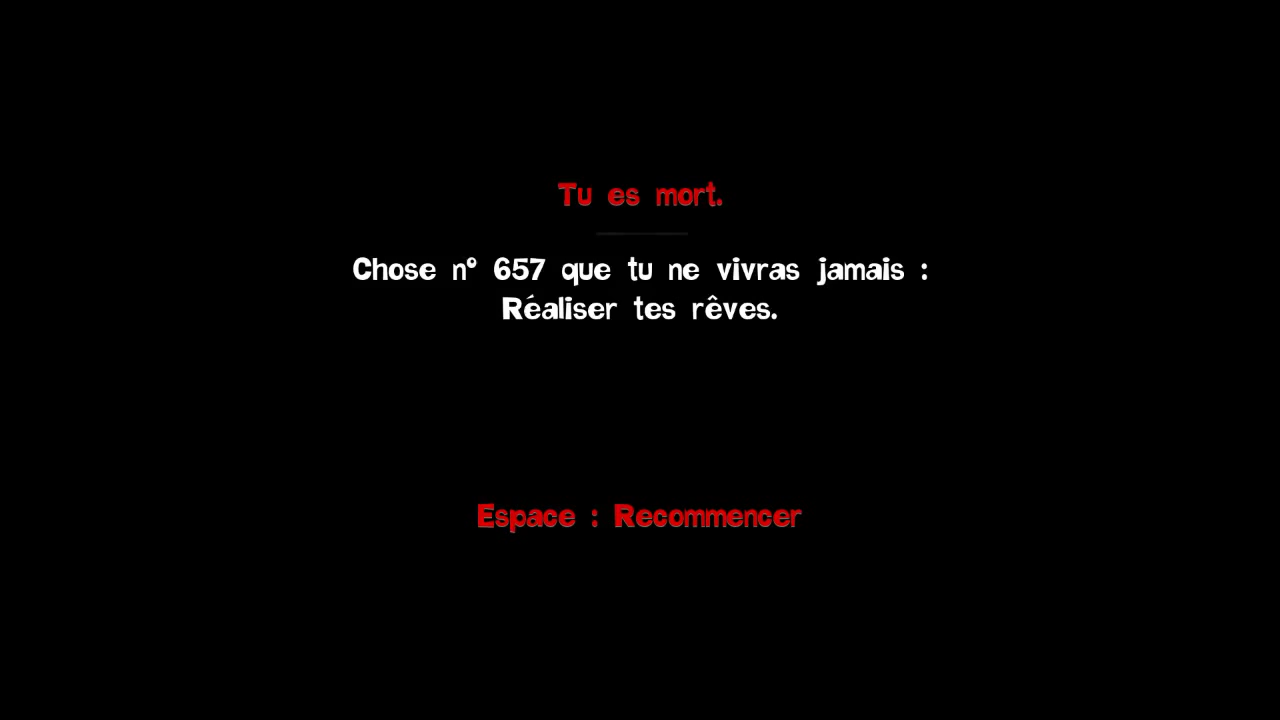 Tu es mort.
Chose n° 657 que tu ne vivras jamais :
Réaliser tes rêves.
Espace : Recommencer